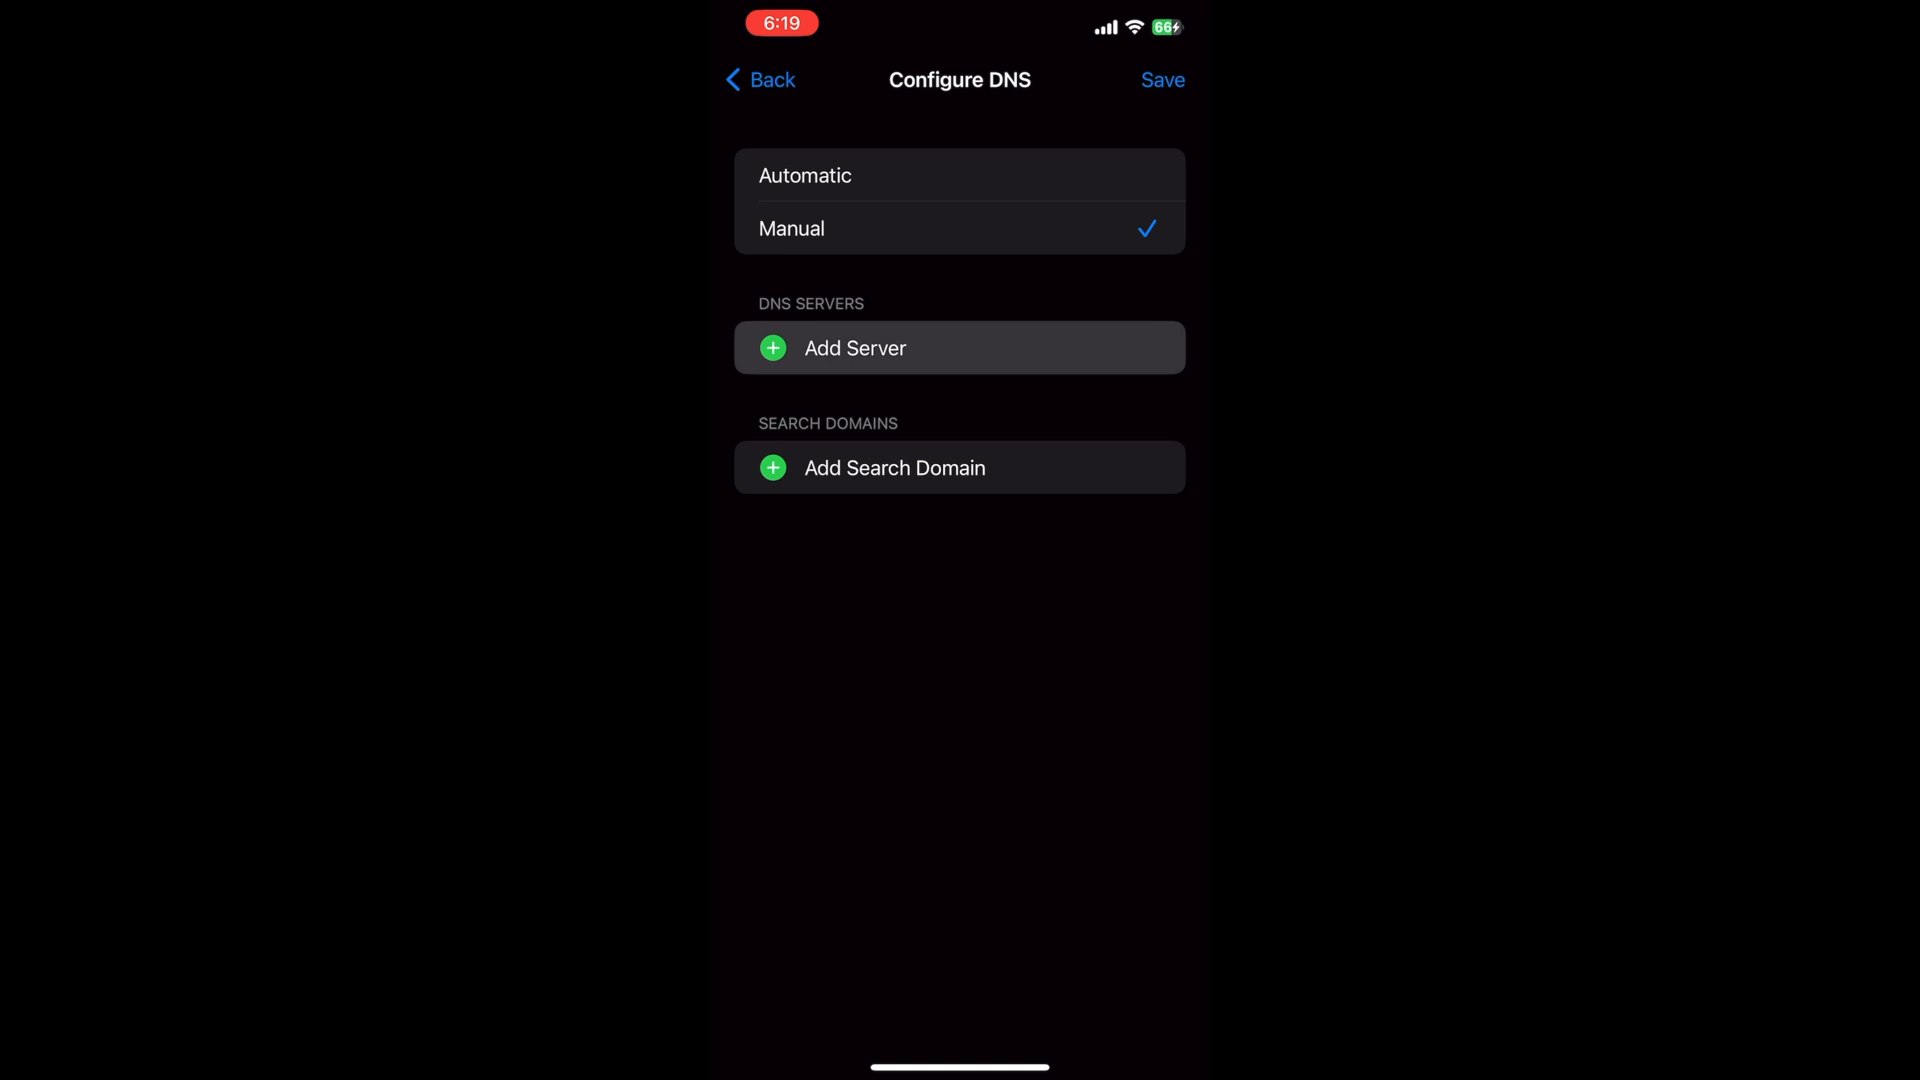 6:19
66
Back
Configure DNS
Save
Automatic
Manual
DNS SERVERS
Add Server
SEARCH DOMAINS
Add Search Domain